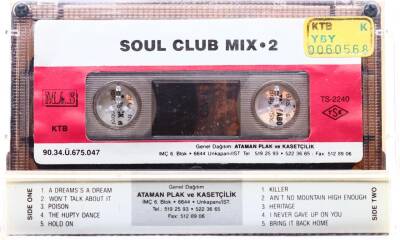 SOUL CLUB MIX•2
KTB K
YBY
0060568
M.L.S
KTB
TS-2240
90.34.Ü.675.047
Genel Dağıtım
ATAMAN PLAK ve KASETÇİLİK
İMÇ 6. Blok • 6644 Unkapanı/İST. Tel : 519 25 93 • 522 36 65 - Fax : 512 89 06
SIDE ONE
1. A DREAMS'S A DREAM
2. WON'T TALK ABOUT IT
3. POISON
4. THE HUPTY DANCE
5. HOLD ON
Genel Dağıtım
ATAMAN PLAK ve KASETÇİLİK
İMÇ 6. Blok • 6644 Unkapanı/İST.
Tel.: 519 25 93 • 522 36 65
Fax : 512 89 06
1. KILLER
2. AIN'T NO MOUNTAIN HIGH ENOUGH
3. HERITAGE
4. I NEVER GAVE UP ON YOU
5. BRING IT BACK HOME
SIDE TWO